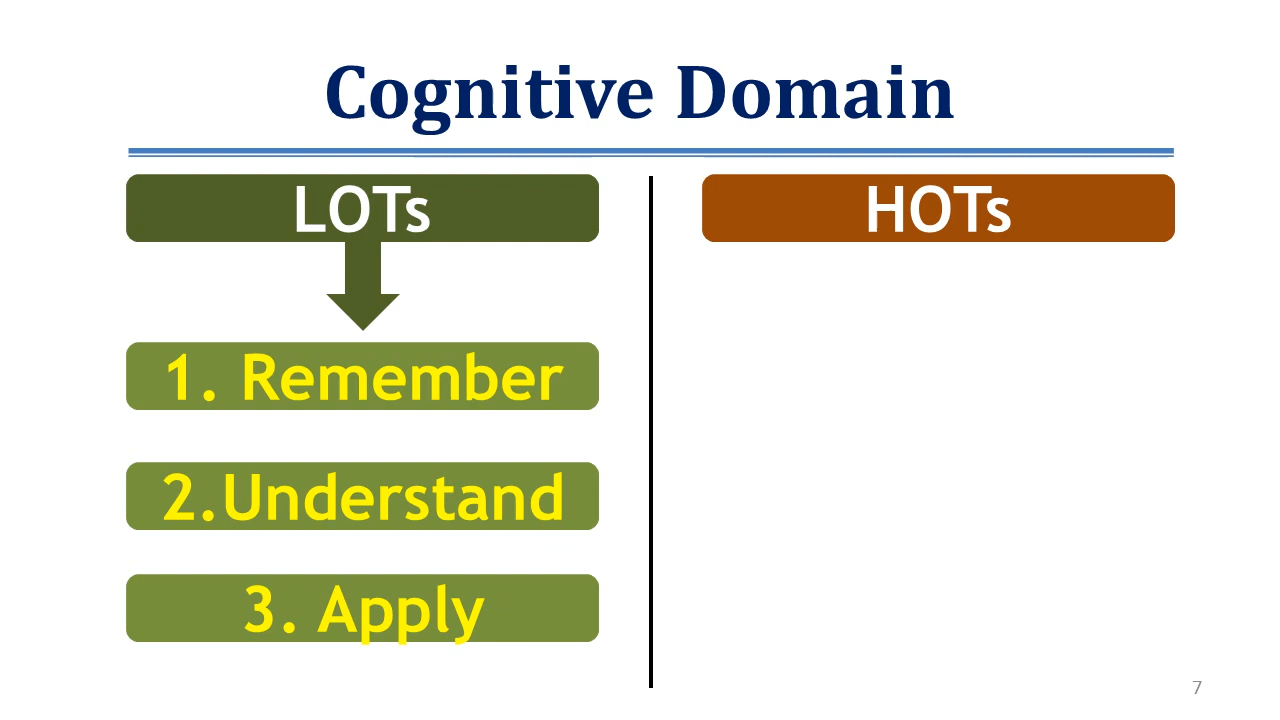 Cognitive Domain
LOTs
HOTs
1. Remember
2.Understand
3. Apply
7